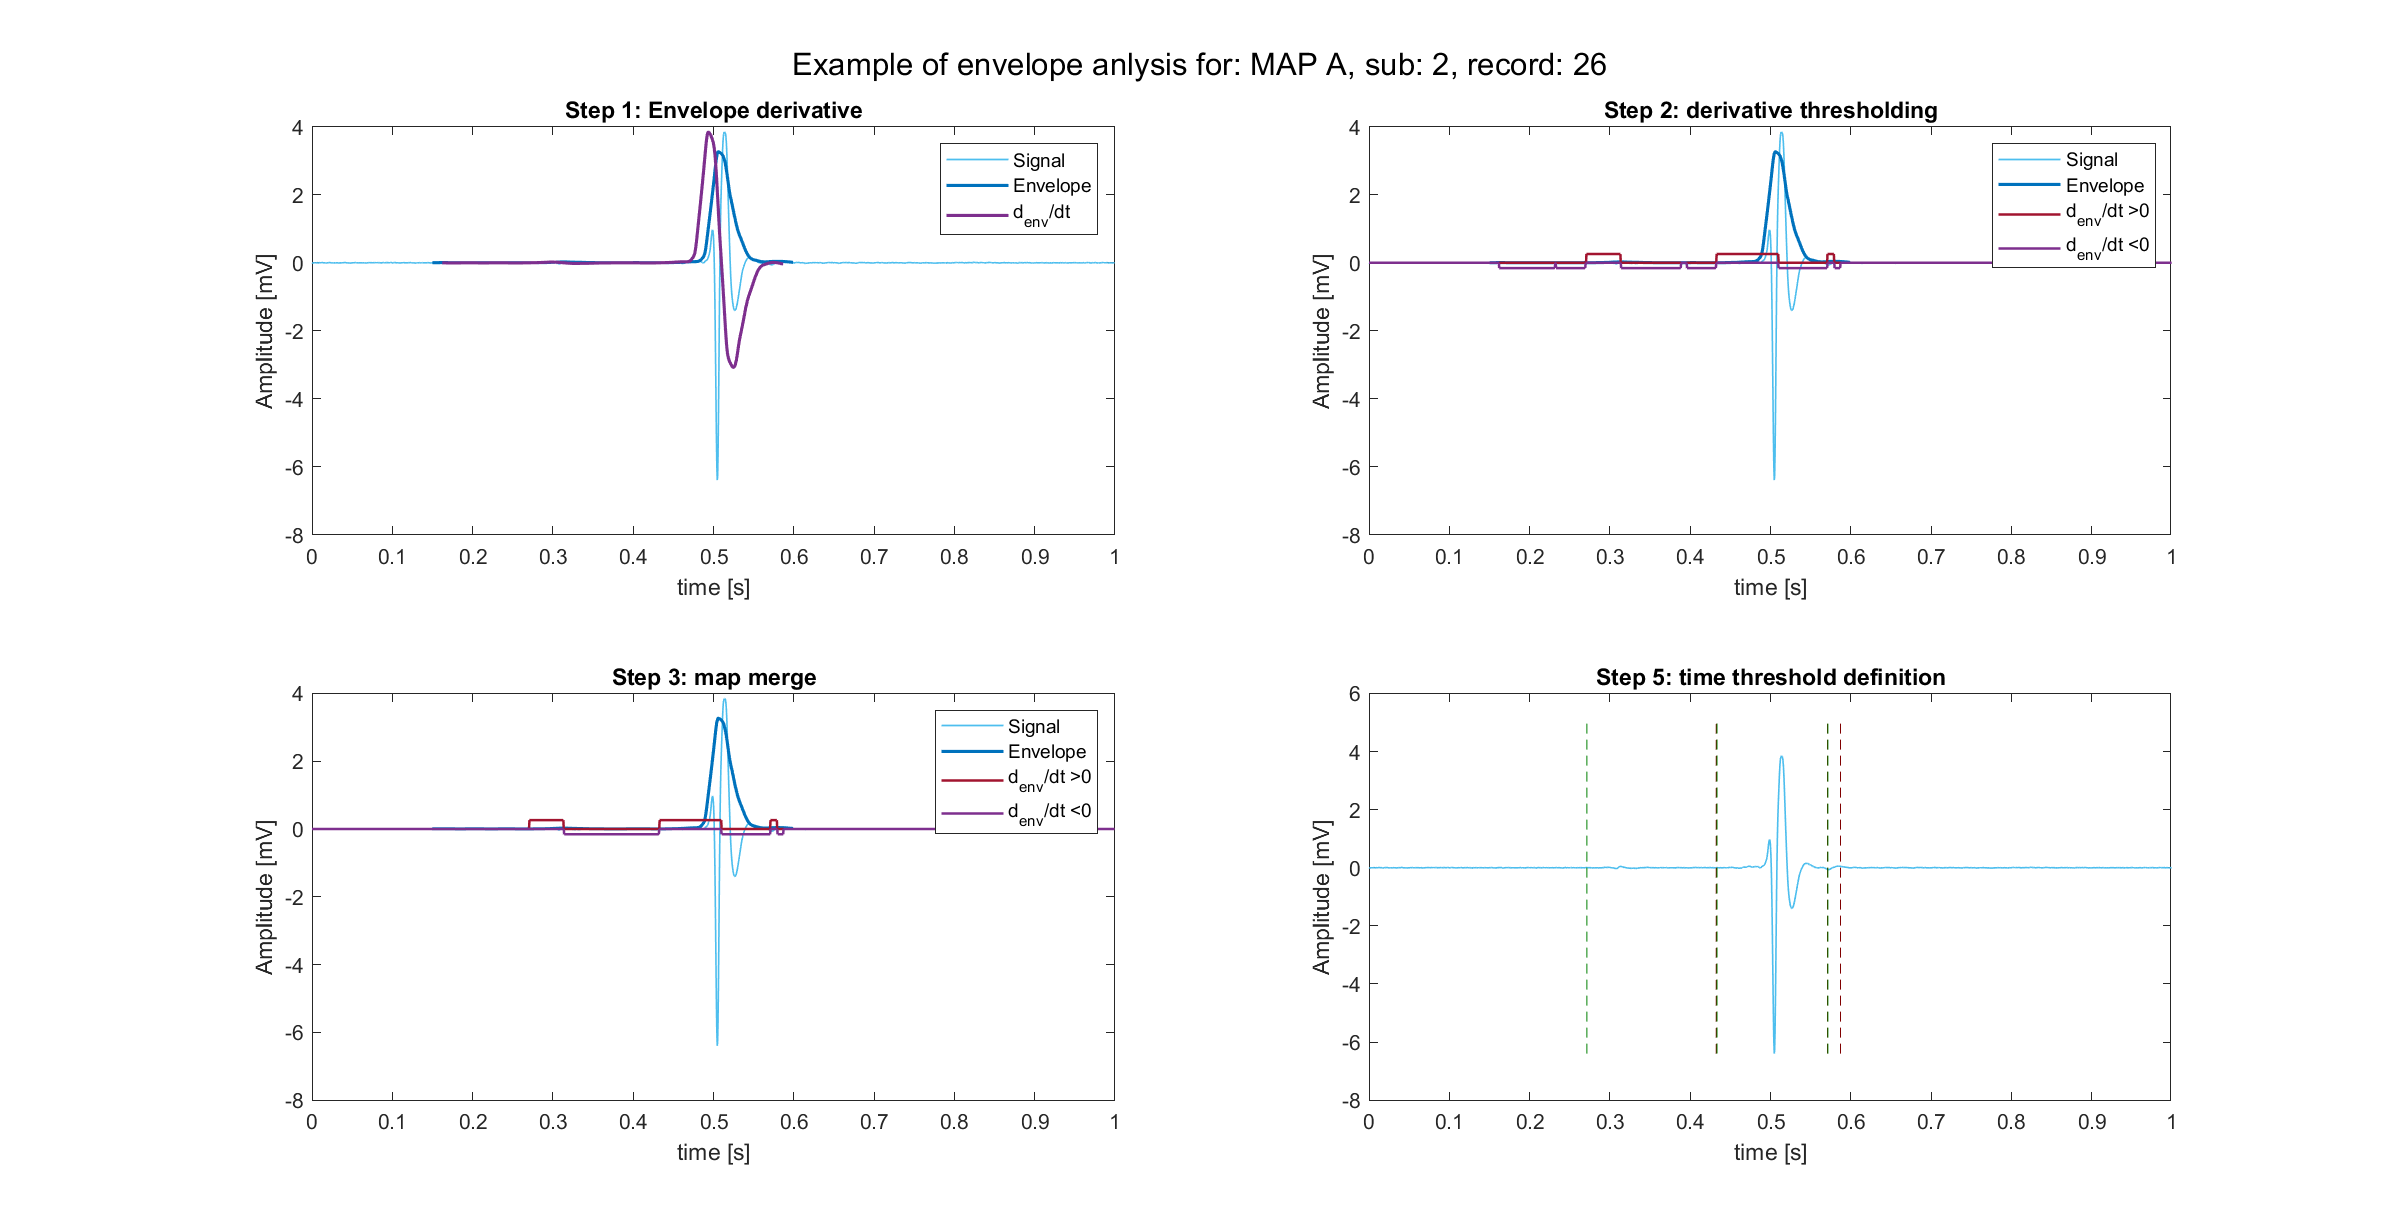 Example of envelope anlysis for: MAP A, sub: 2, record: 26
Step 1: Envelope derivative
4
2
0
-2
-4
-6
-8
Amplitude [mV]
Signal
Envelope
d_env/dt
0 0.1 0.2 0.3 0.4 0.5 0.6 0.7 0.8 0.9 1
time [s]
Step 2: derivative thresholding
4
2
0
-2
-4
-6
-8
Amplitude [mV]
Signal
Envelope
d_env/dt >0
d_env/dt <0
0 0.1 0.2 0.3 0.4 0.5 0.6 0.7 0.8 0.9 1
time [s]
Step 3: map merge
4
2
0
-2
-4
-6
-8
Amplitude [mV]
Signal
Envelope
d_env/dt >0
d_env/dt <0
0 0.1 0.2 0.3 0.4 0.5 0.6 0.7 0.8 0.9 1
time [s]
Step 5: time threshold definition
6
4
2
0
-2
-4
-6
-8
Amplitude [mV]
0 0.1 0.2 0.3 0.4 0.5 0.6 0.7 0.8 0.9 1
time [s]